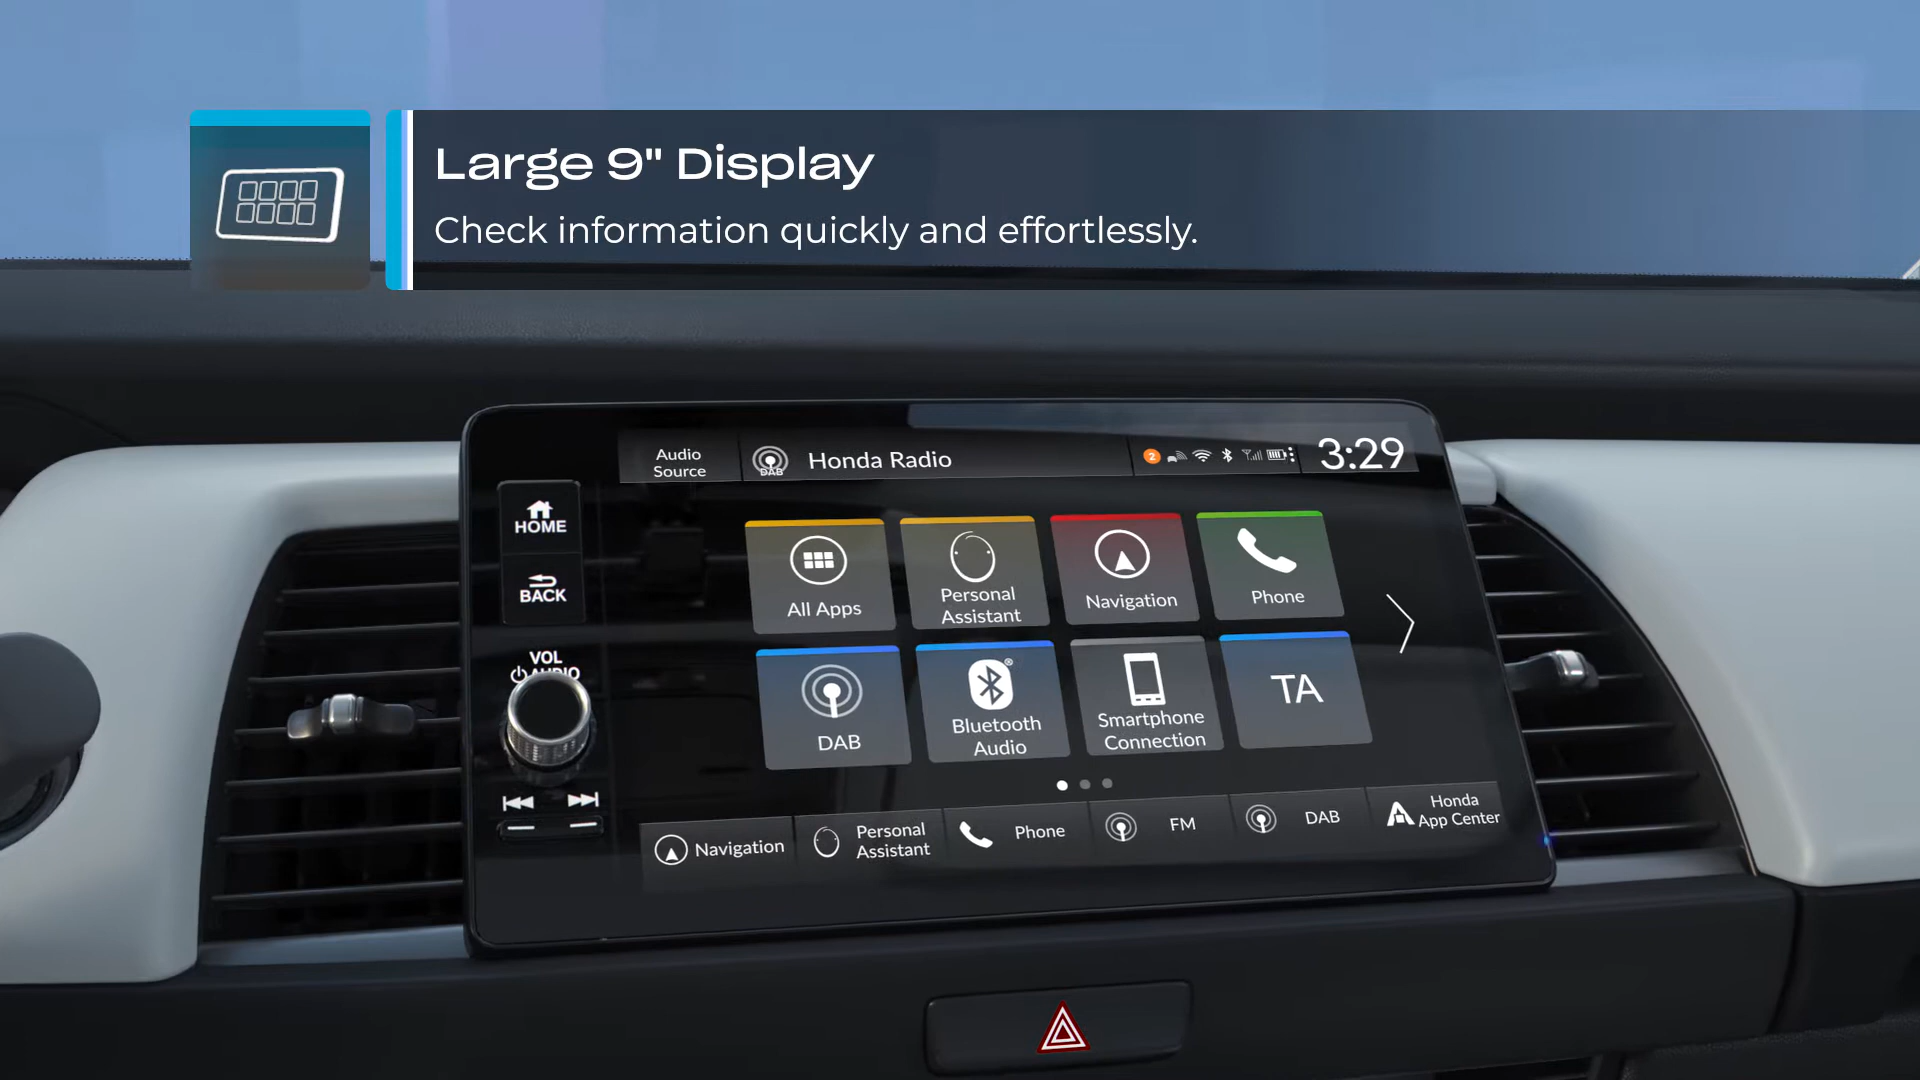 Large 9" Display
Check information quickly and effortlessly.
Audio
Source
DAB
Honda Radio
2
3:29
HOME
BACK
VOL
AUDIO
All Apps
Personal
Assistant
Navigation
Phone
DAB
Bluetooth
Audio
Smartphone
Connection
TA
Navigation
Personal
Assistant
Phone
FM
DAB
Honda
App Center